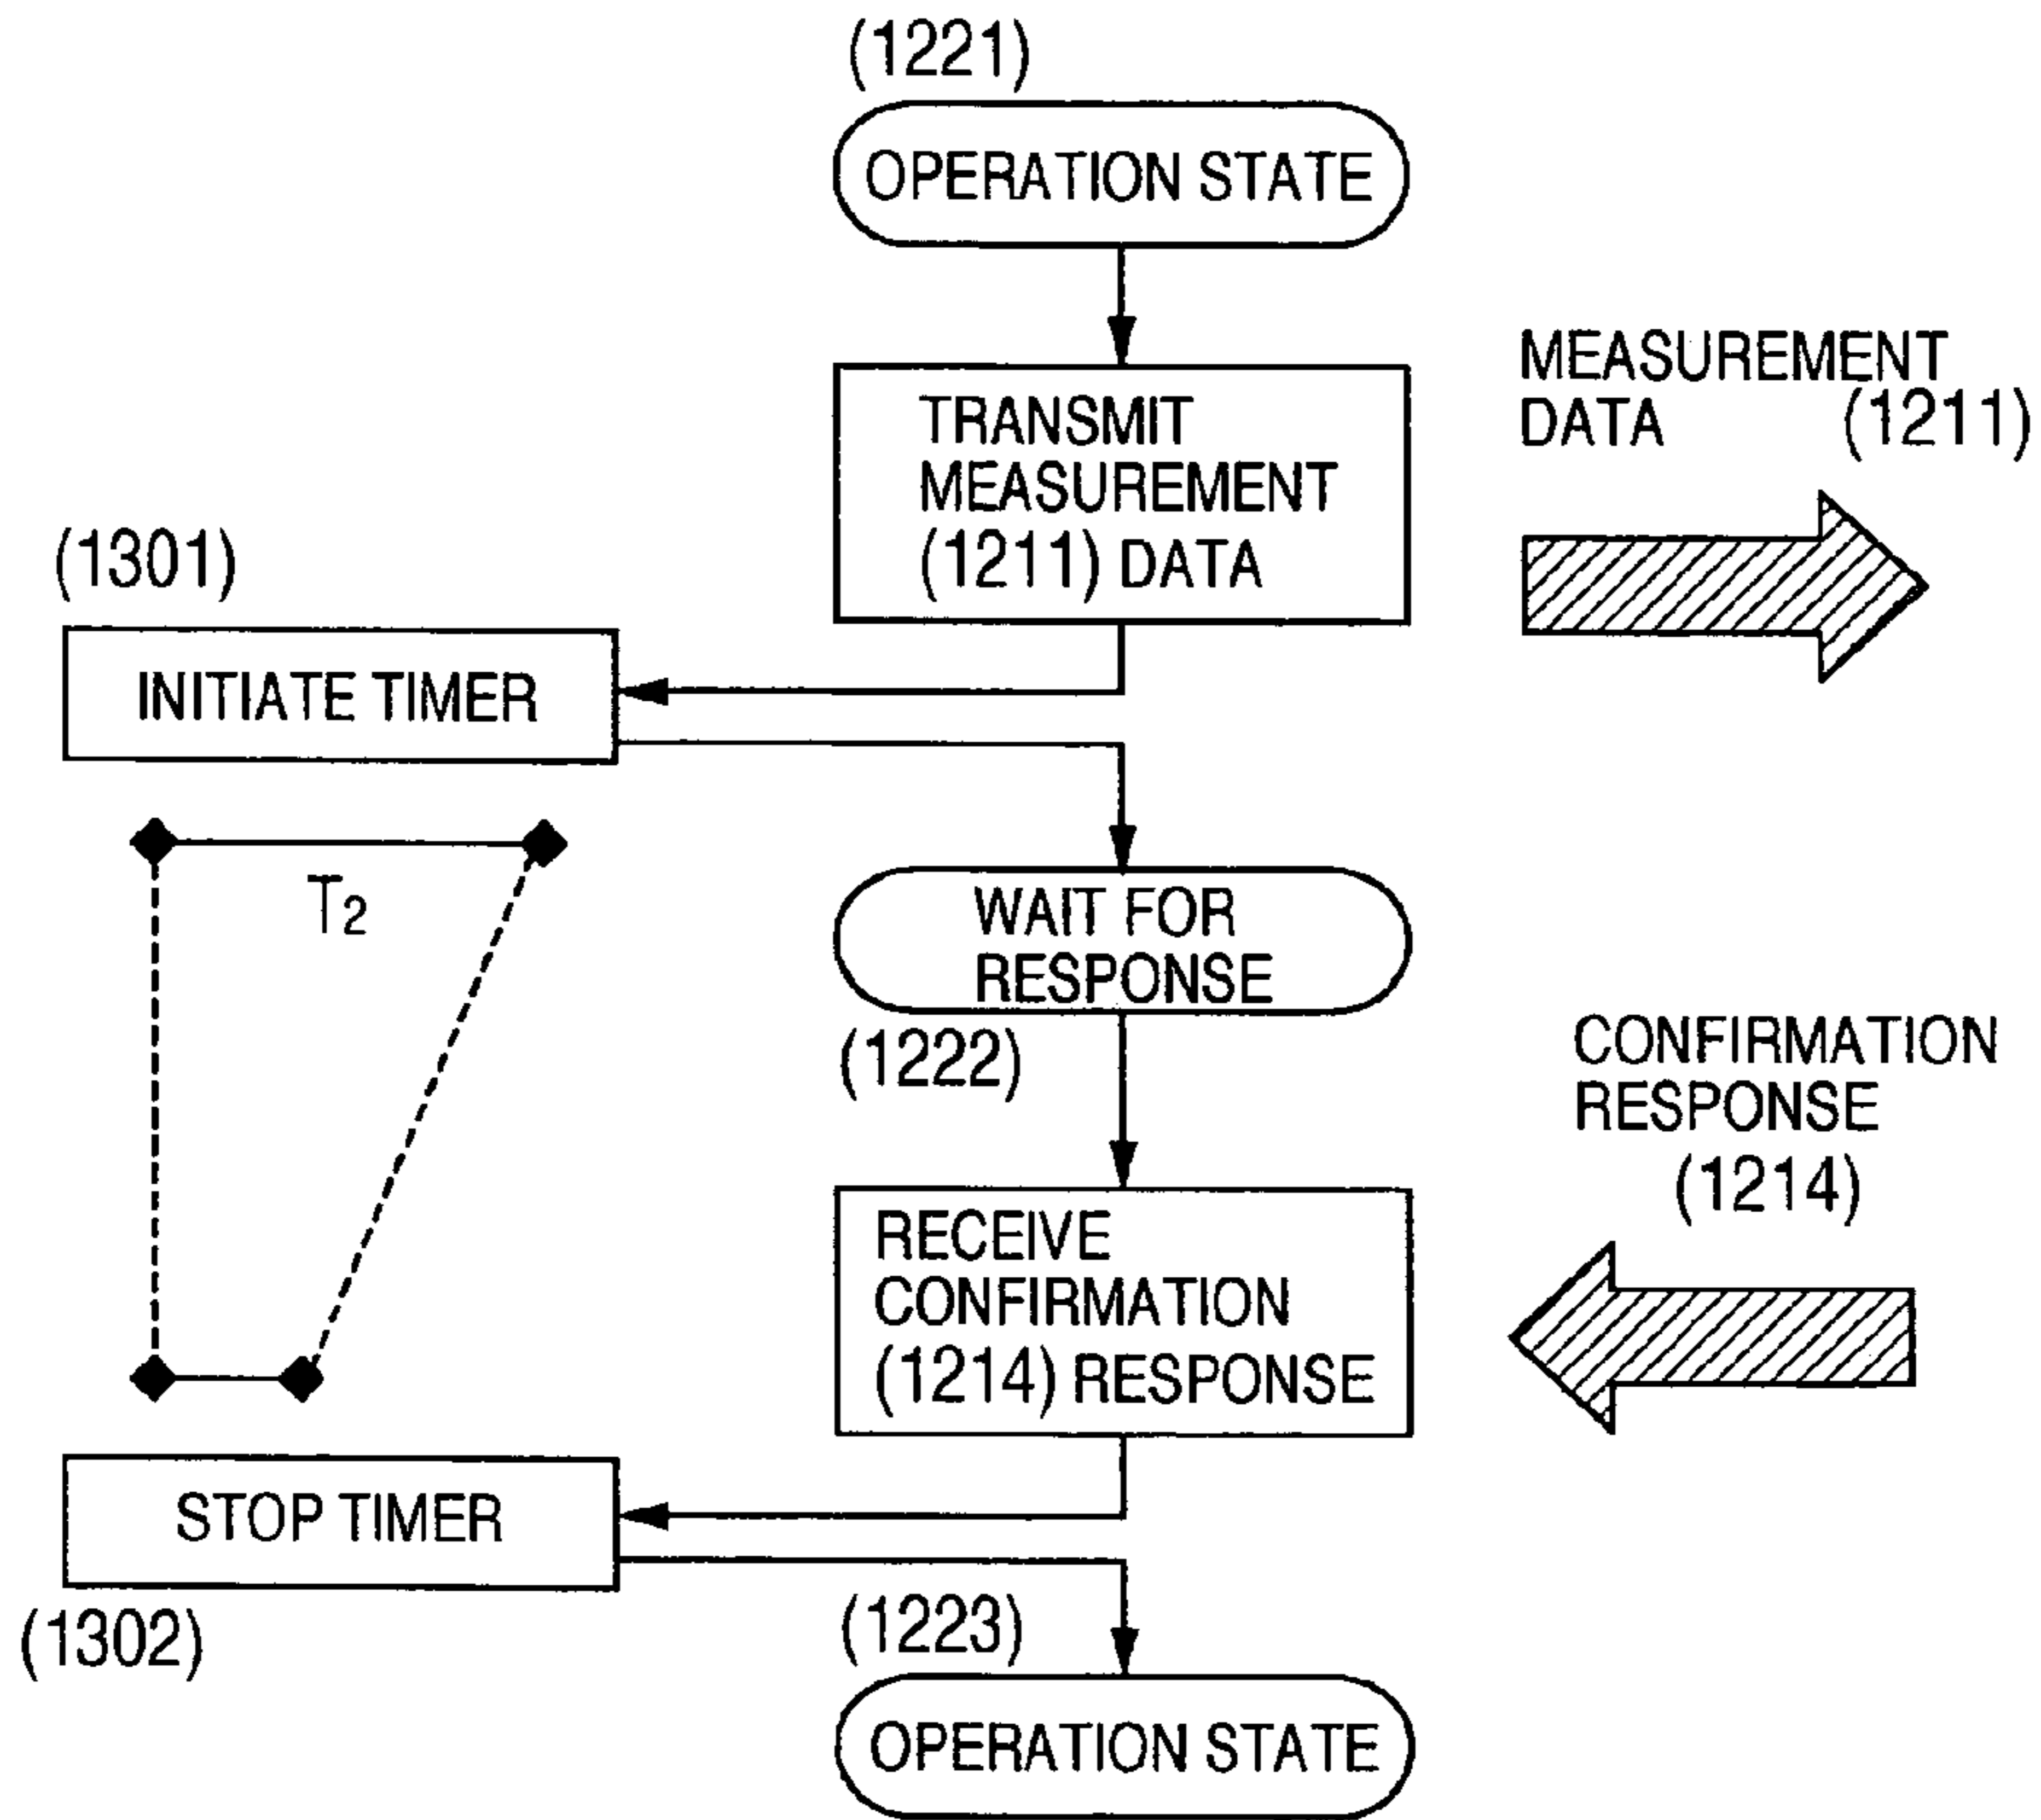 (1221)
OPERATION STATE
TRANSMIT
MEASUREMENT
(1211) DATA
MEASUREMENT
DATA (1211)
(1301)
INITIATE TIMER
T2
WAIT FOR
RESPONSE
(1222)
CONFIRMATION
RESPONSE
(1214)
RECEIVE
CONFIRMATION
(1214) RESPONSE
STOP TIMER
(1302)
(1223)
OPERATION STATE